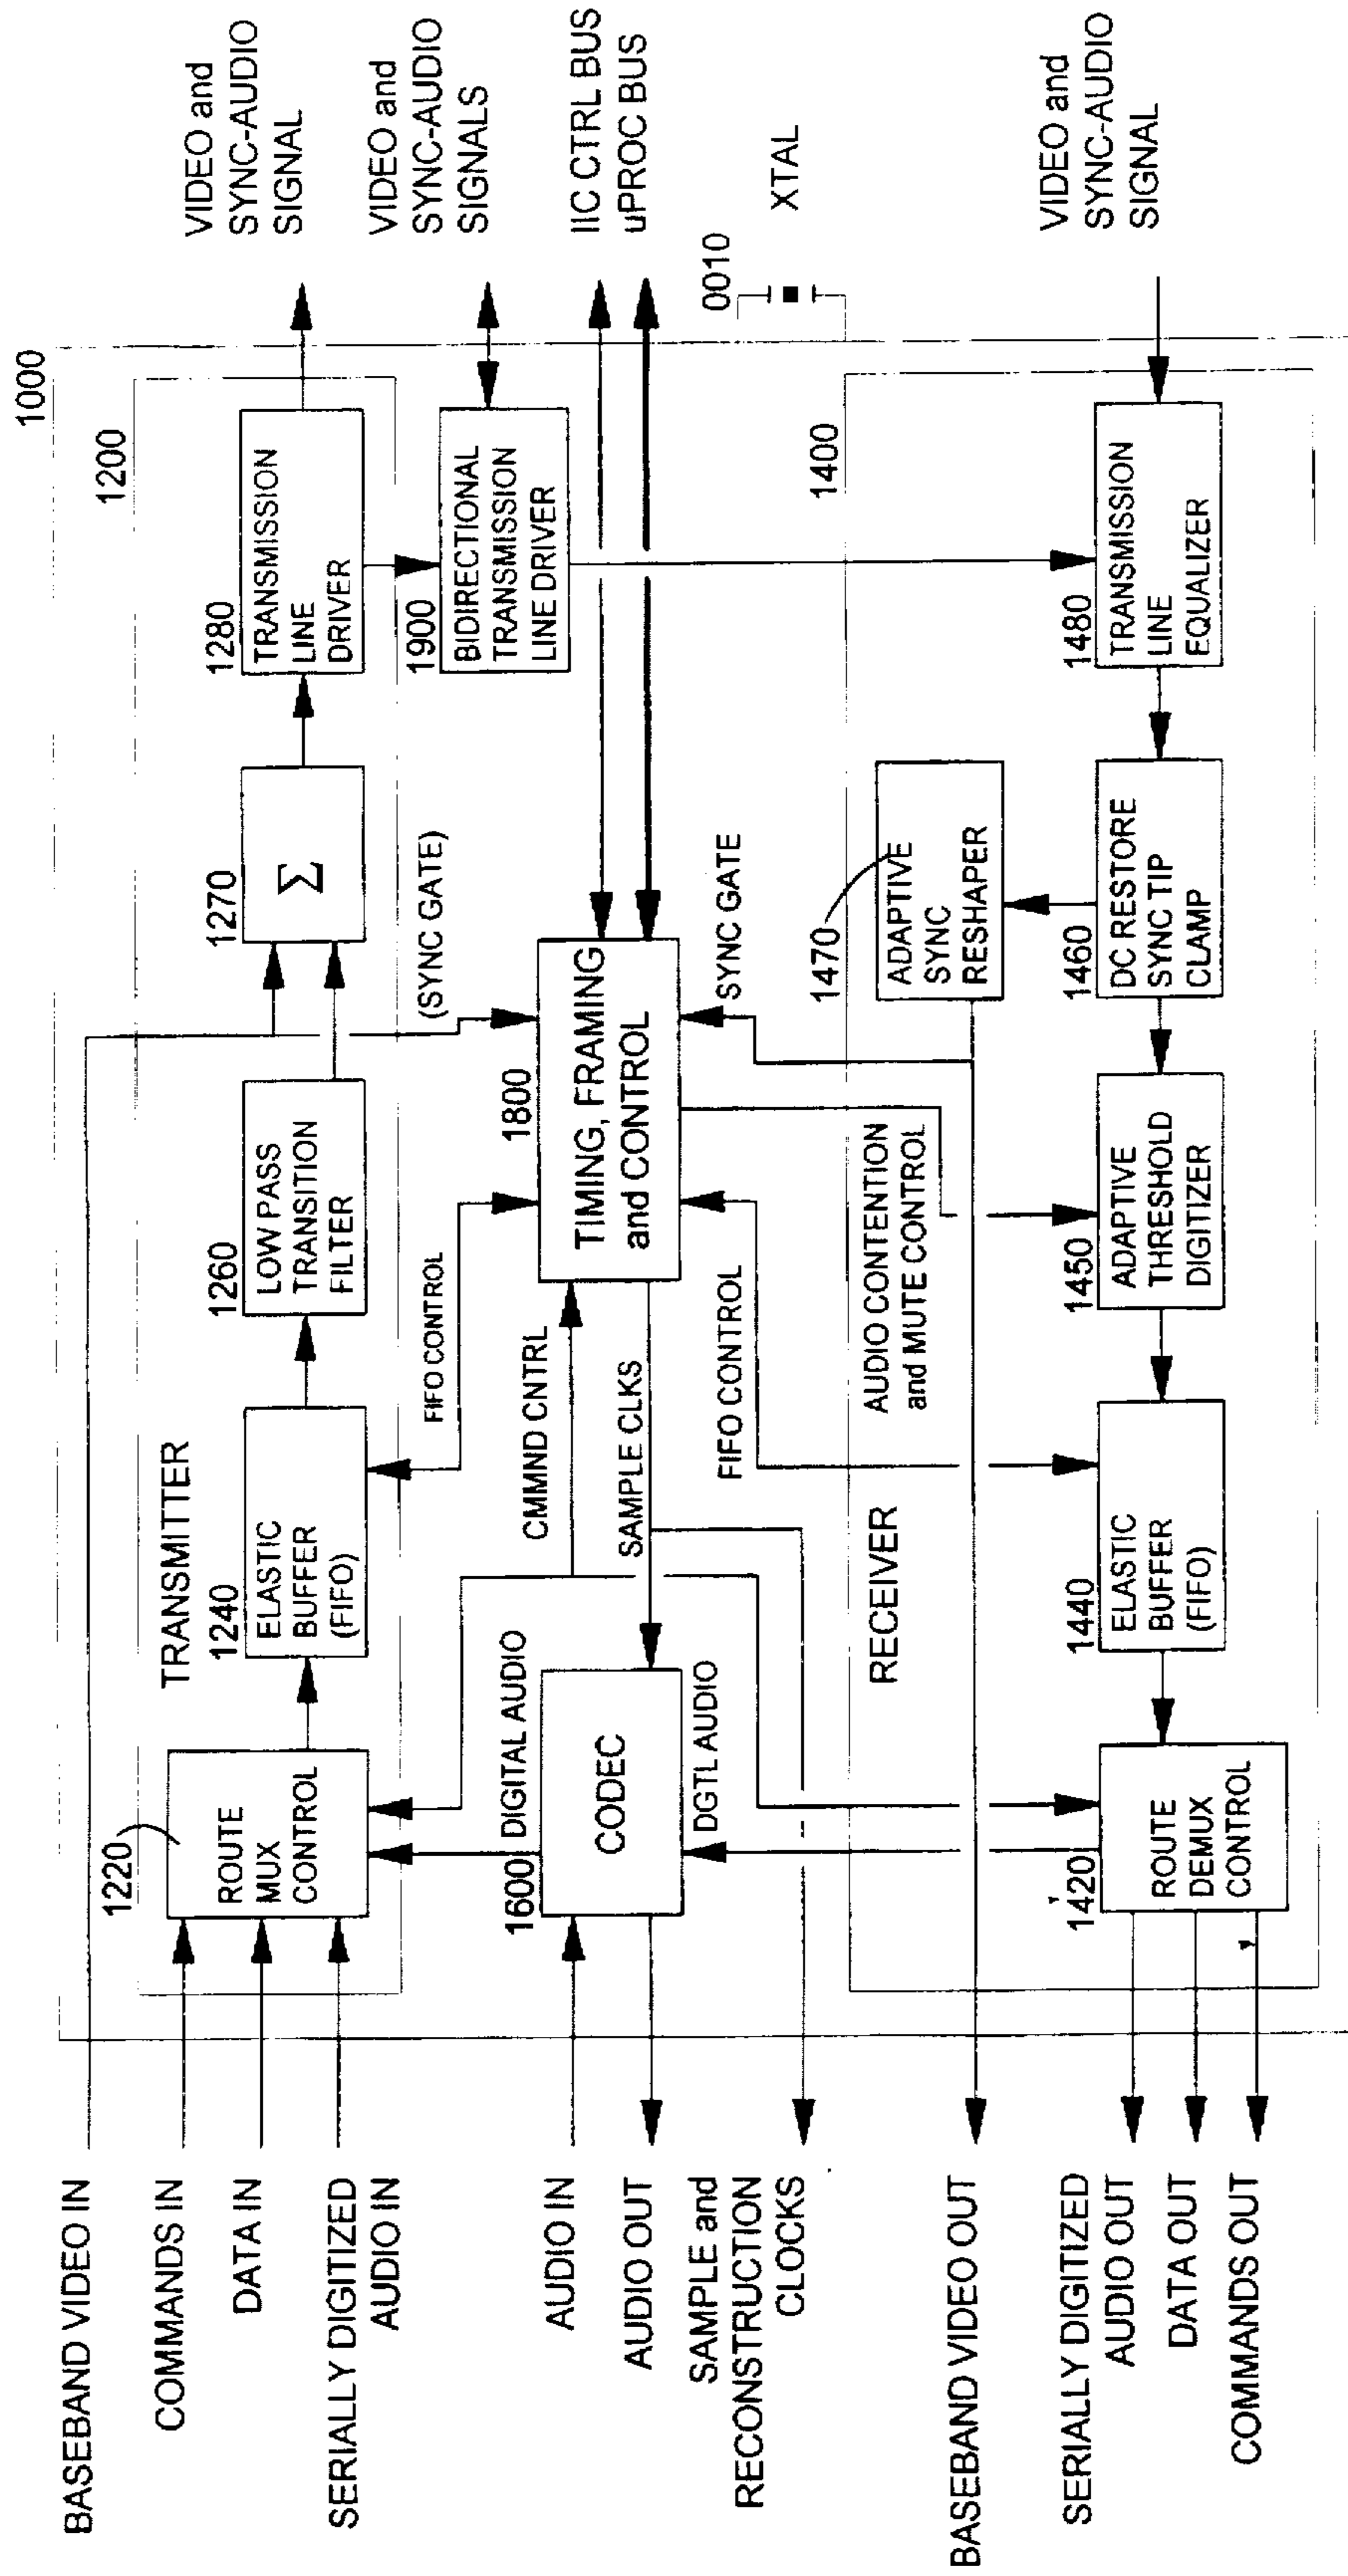 BASEBAND VIDEO IN
COMMANDS IN
DATA IN
SERIALLY DIGITIZED
AUDIO IN
AUDIO IN
AUDIO OUT
SAMPLE and
RECONSTRUCTION
CLOCKS
BASEBAND VIDEO OUT
SERIALLY DIGITIZED
AUDIO OUT
DATA OUT
COMMANDS OUT
1000
1200
TRANSMITTER
1220
ROUTE
MUX
CONTROL
1240
ELASTIC
BUFFER
(FIFO)
1260
LOW PASS
TRANSITION
FILTER
1270
Σ
1280
TRANSMISSION
LINE
DRIVER
1900
BIDIRECTIONAL
TRANSMISSION
LINE DRIVER
VIDEO and
SYNC-AUDIO
SIGNAL
VIDEO and
SYNC-AUDIO
SIGNALS
IIC CTRL BUS
uPROC BUS
0010
XTAL
VIDEO and
SYNC-AUDIO
SIGNAL
FIFO CONTROL
(SYNC GATE)
DIGITAL AUDIO
1600
CODEC
DGTL AUDIO
CMMND CNTRL
SAMPLE CLKS
1800
TIMING, FRAMING
and CONTROL
FIFO CONTROL
SYNC GATE
AUDIO CONTENTION
and MUTE CONTROL
RECEIVER
1400
1470
ADAPTIVE
SYNC
RESHAPER
1420
ROUTE
DEMUX
CONTROL
1440
ELASTIC
BUFFER
(FIFO)
1450
ADAPTIVE
THRESHOLD
DIGITIZER
1460
DC RESTORE
SYNC TIP
CLAMP
1480
TRANSMISSION
LINE
EQUALIZER